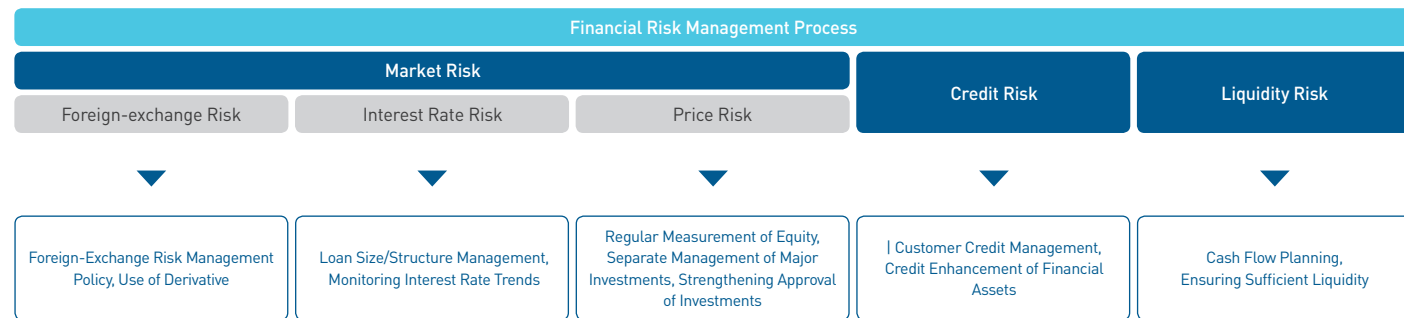 Financial Risk Management Process
Market Risk
Credit Risk
Liquidity Risk
Foreign-exchange Risk
Interest Rate Risk
Price Risk
Foreign-Exchange Risk Management
Policy, Use of Derivative
Loan Size/Structure Management,
Monitoring Interest Rate Trends
Regular Measurement of Equity,
Separate Management of Major
Investments, Strengthening Approval
of Investments
| Customer Credit Management,
Credit Enhancement of Financial
Assets
Cash Flow Planning,
Ensuring Sufficient Liquidity